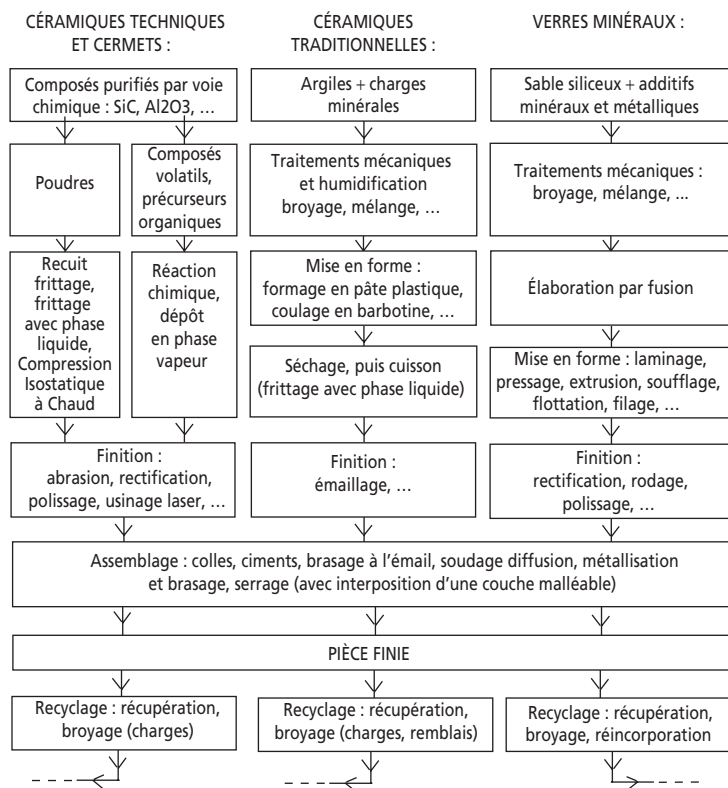 CÉRAMIQUES TECHNIQUES
ET CERMETS :
CÉRAMIQUES
TRADITIONNELLES :
VERRES MINÉRAUX :
Composés purifiés par voie
chimique : SiC, Al2O3, …
Argiles + charges
minérales
Sable siliceux + additifs
minéraux et métalliques
Poudres
Composés
volatils,
précurseurs
organiques
Traitements mécaniques
et humidification
broyage, mélange, …
Traitements mécaniques :
broyage, mélange, ...
Recuit
frittage,
frittage
avec phase
liquide,
Compression
Isostatique
à Chaud
Réaction
chimique,
dépôt
en phase
vapeur
Mise en forme :
formage en pâte plastique,
coulage en barbotine, …
Élaboration par fusion
Séchage, puis cuisson
(frittage avec phase liquide)
Mise en forme : laminage,
pressage, extrusion, soufflage,
flottation, filage, …
Finition :
abrasion, rectification,
polissage, usinage laser, …
Finition :
émaillage, …
Finition :
rectification, rodage,
polissage, …
Assemblage : colles, ciments, brasage à l’émail, soudage diffusion, métallisation
et brasage, serrage (avec interposition d’une couche malléable)
PIÈCE FINIE
Recyclage : récupération,
broyage (charges)
Recyclage : récupération,
broyage (charges, remblais)
Recyclage : récupération,
broyage, réincorporation